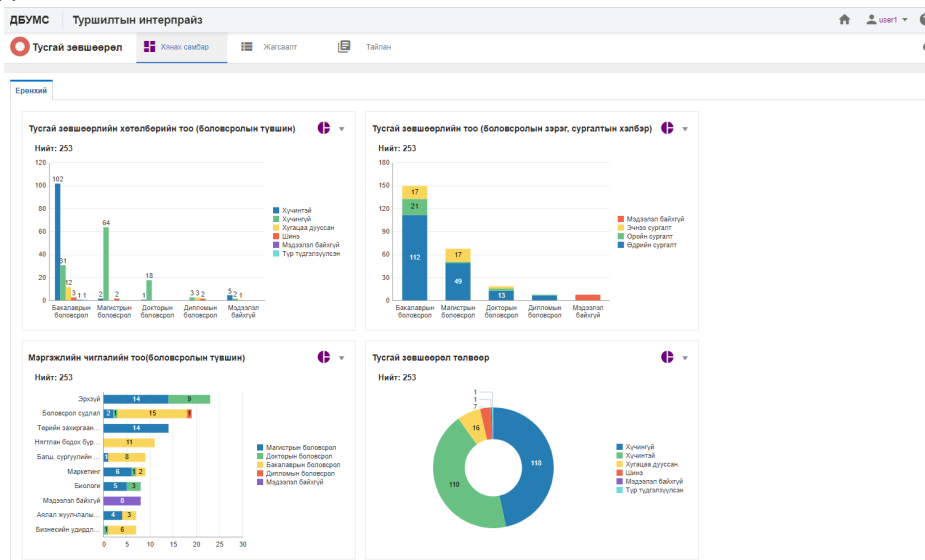 ДБУМС Туршилтын интерпрайз user1
Тусгай зөвшөөрөл Хянах самбар Жагсаалт Тайлан
Ерөнхий
Тусгай зөвшөөрлийн хөтөлбөрийн тоо (боловсролын түвшин)
Нийт: 253
120
100
80
60
40
20
0
102
31
12
3 1 1
2
64
2
1
18
3 3 2
5 2 1
Бакалаврын боловсрол
Магистрын боловсрол
Докторын боловсрол
Дипломын боловсрол
Мэдээлэл байхгүй
Хүчинтэй
Хүчингүй
Хугацаа дууссан
Шинэ
Мэдээлэл байхгүй
Түр түдгэлзүүлсэн
Тусгай зөвшөөрлийн тоо (боловсролын зэрэг, сургалтын хэлбэр)
Нийт: 253
180
150
120
90
60
30
0
17
21
112
17
49
13
Бакалаврын боловсрол
Магистрын боловсрол
Докторын боловсрол
Дипломын боловсрол
Мэдээлэл байхгүй
Мэдээлэл байхгүй
Эчнээ сургалт
Оройн сургалт
Өдрийн сургалт
Мэргэжлийн чиглэлийн тоо(боловсролын түвшин)
Нийт: 253
Эрхзүй 14 9
Боловсрол судлал 2 1 15 1
Төрийн захиргаан... 14
Нягтлан бодох бүр... 11
Багш, сургуулийн ... 1 8
Маркетинг 6 1 2
Биологи 5 3
Мэдээлэл байхгүй 8
Аялал жуулчлалы... 4 3
Бизнесийн удирдл... 1 6
0 5 10 15 20 25 30
Магистрын боловсрол
Докторын боловсрол
Бакалаврын боловсрол
Дипломын боловсрол
Мэдээлэл байхгүй
Тусгай зөвшөөрөл төлвөөр
Нийт: 253
1
1
7
16
118
110
Хүчингүй
Хүчинтэй
Хугацаа дууссан
Шинэ
Мэдээлэл байхгүй
Түр түдгэлзүүлсэн